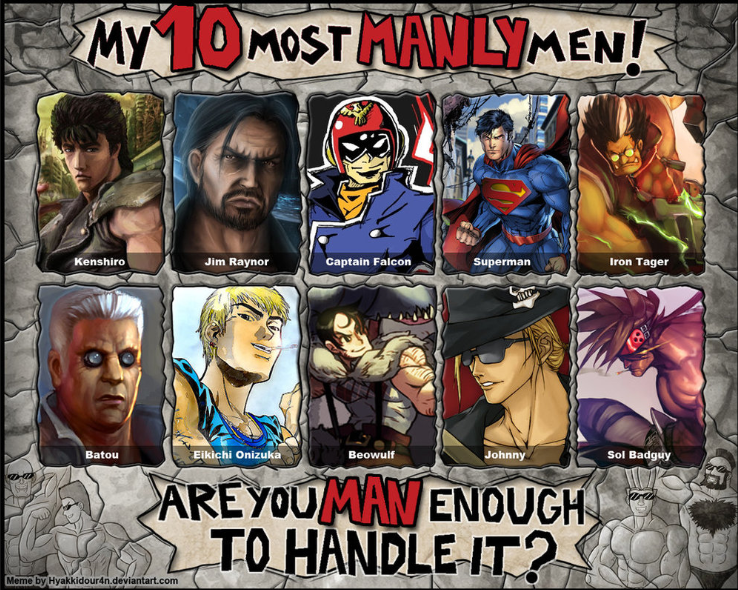 MY 10 MOST MANLY MEN!
Kenshiro
Jim Raynor
Captain Falcon
Superman
Iron Tager
Batou
Eikichi Onizuka
Beowulf
Johnny
Sol Badguy
ARE YOU MAN ENOUGH
TO HANDLE IT?
Meme by Hyakkidour4n.deviantart.com